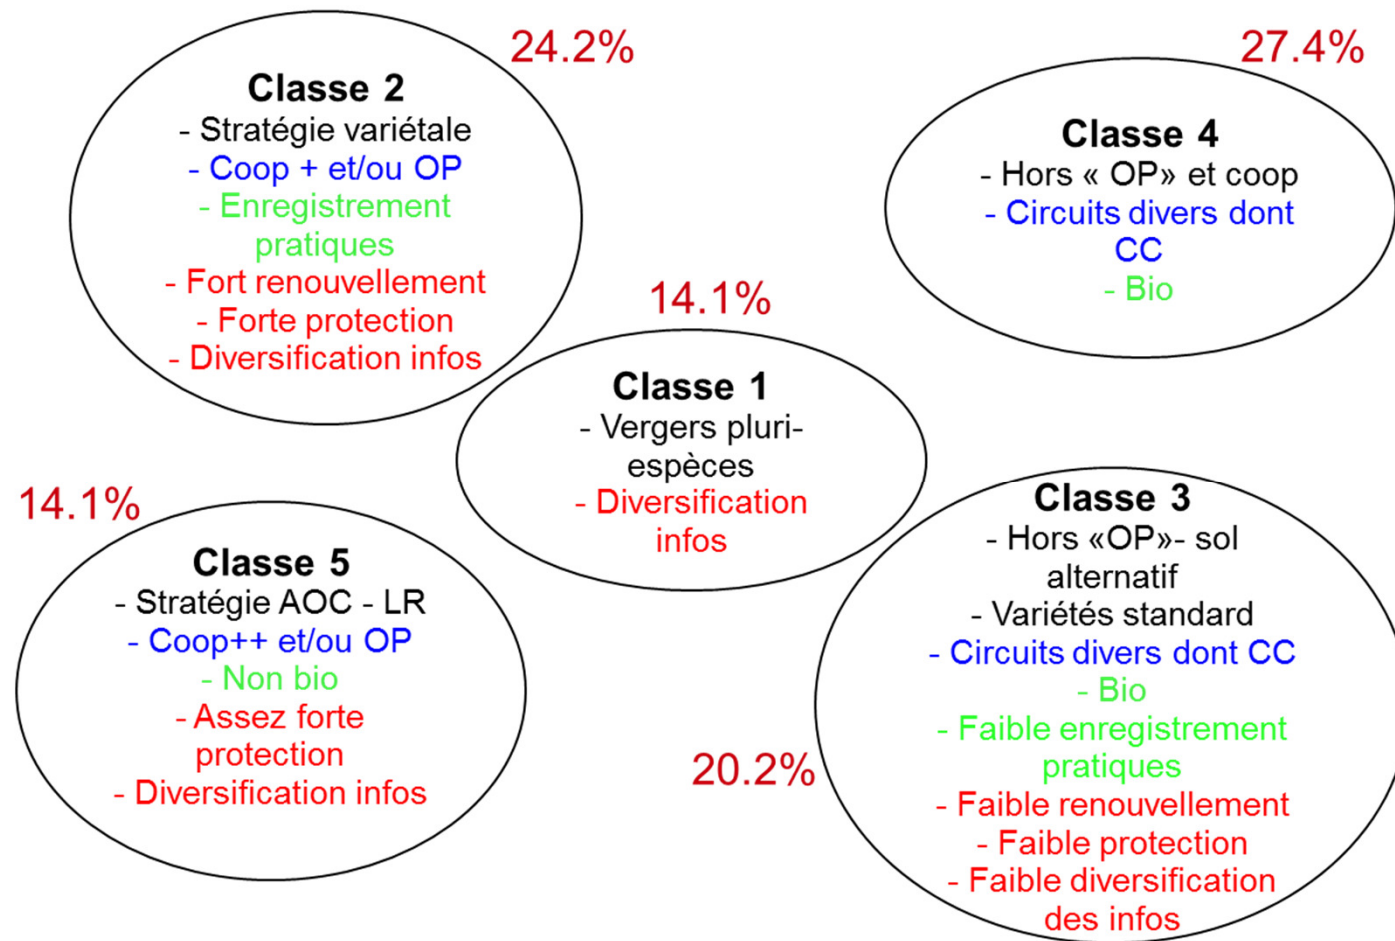 24.2%
Classe 2
- Stratégie variétale
- Coop + et/ou OP
- Enregistrement
pratiques
- Fort renouvellement
- Forte protection
- Diversification infos
27.4%
Classe 4
- Hors « OP» et coop
- Circuits divers dont
CC
- Bio
14.1%
Classe 1
- Vergers pluri-
espèces
- Diversification
infos
14.1%
Classe 5
- Stratégie AOC - LR
- Coop++ et/ou OP
- Non bio
- Assez forte
protection
- Diversification infos
20.2%
Classe 3
- Hors «OP»- sol
alternatif
- Variétés standard
- Circuits divers dont CC
- Bio
- Faible enregistrement
pratiques
- Faible renouvellement
- Faible protection
- Faible diversification
des infos